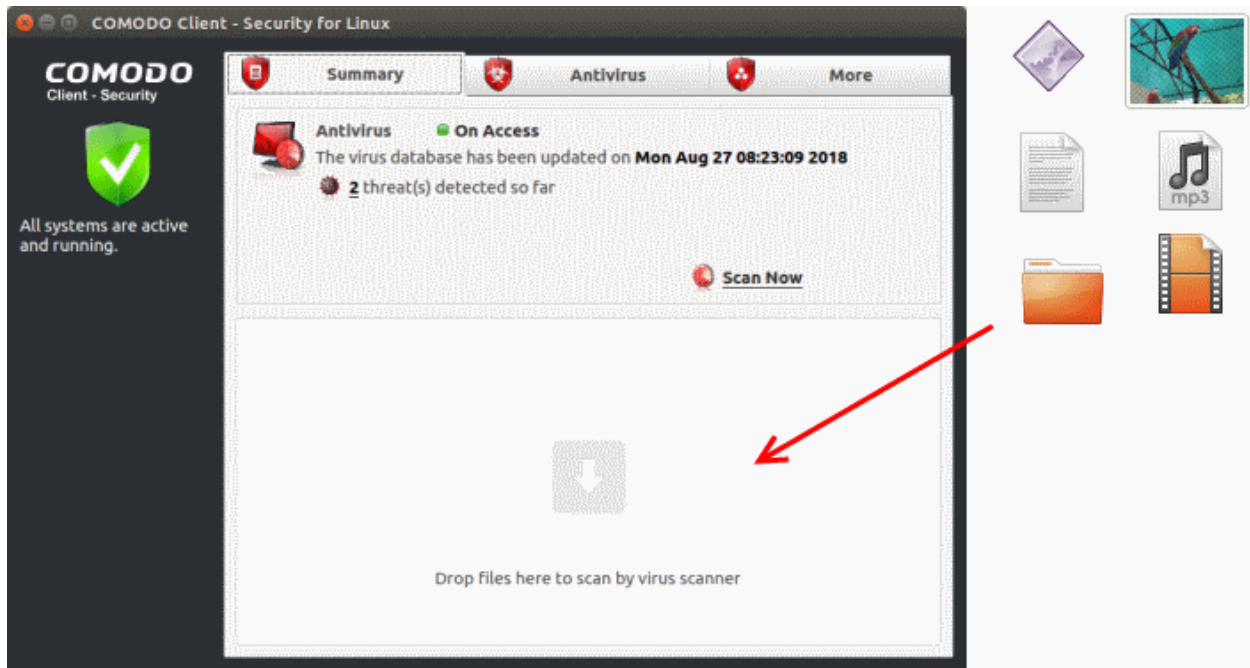 COMODO Client - Security for Linux
COMODO
Client - Security
All systems are active
and running.
Summary
Antivirus
More
Antivirus On Access
The virus database has been updated on Mon Aug 27 08:23:09 2018
2 threat(s) detected so far
Scan Now
Drop files here to scan by virus scanner
mp3